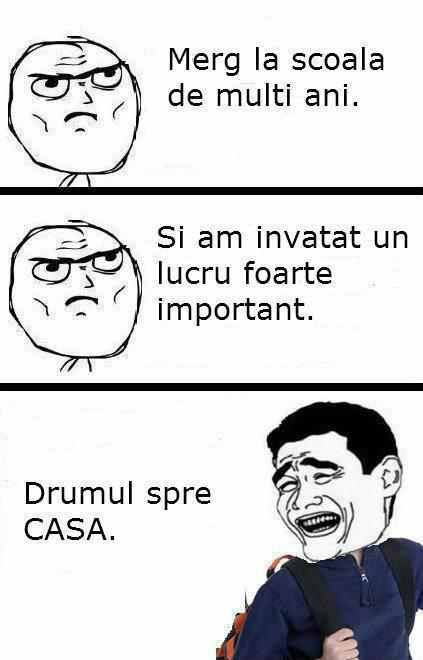 Merg la scoala
de multi ani.
Si am invatat un
lucru foarte
important.
Drumul spre
CASA.